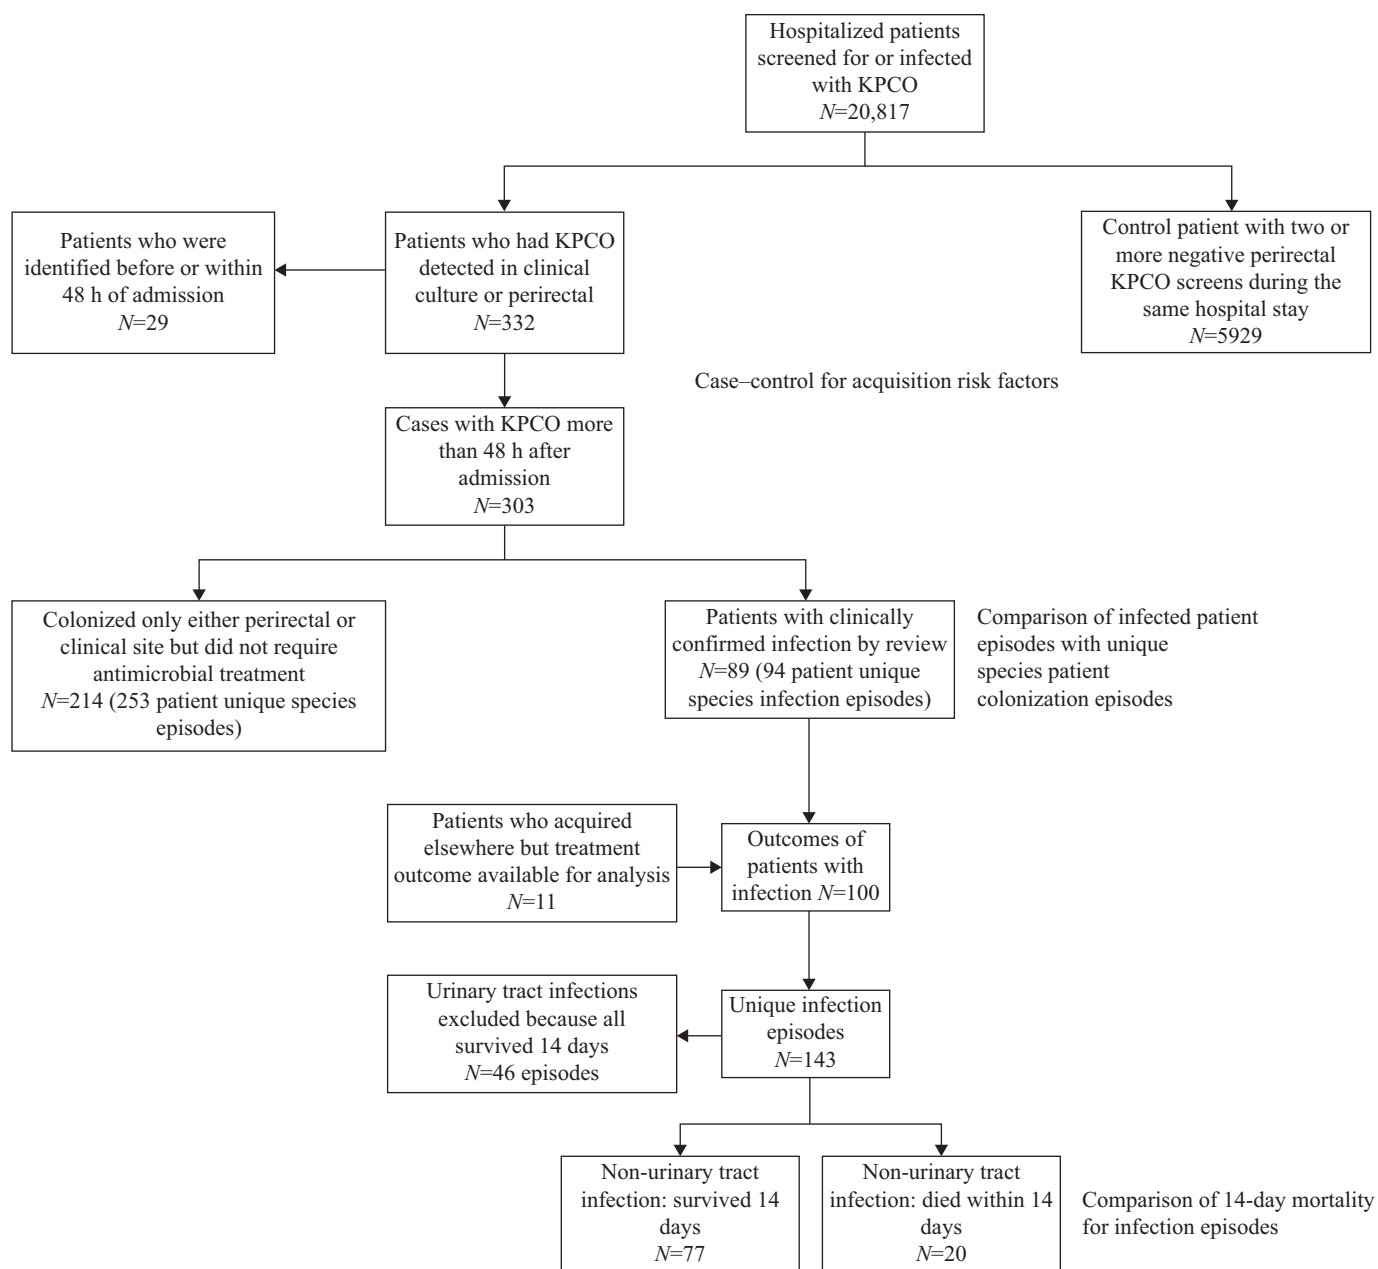 Hospitalized patients
screened for or infected
with KPCO
N=20,817
Patients who were
identified before or within
48 h of admission
N=29
Patients who had KPCO
detected in clinical
culture or perirectal
N=332
Control patient with two or
more negative perirectal
KPCO screens during the
same hospital stay
N=5929
Case–control for acquisition risk factors
Cases with KPCO more
than 48 h after
admission
N=303
Colonized only either perirectal or
clinical site but did not require
antimicrobial treatment
N=214 (253 patient unique species
episodes)
Patients with clinically
confirmed infection by review
N=89 (94 patient unique
species infection episodes)
Comparison of infected patient
episodes with unique
species patient
colonization episodes
Patients who acquired
elsewhere but treatment
outcome available for analysis
N=11
Outcomes of
patients with
infection N=100
Urinary tract infections
excluded because all
survived 14 days
N=46 episodes
Unique infection
episodes
N=143
Non-urinary tract
infection: survived 14
days
N=77
Non-urinary tract
infection: died within 14
days
N=20
Comparison of 14-day mortality
for infection episodes